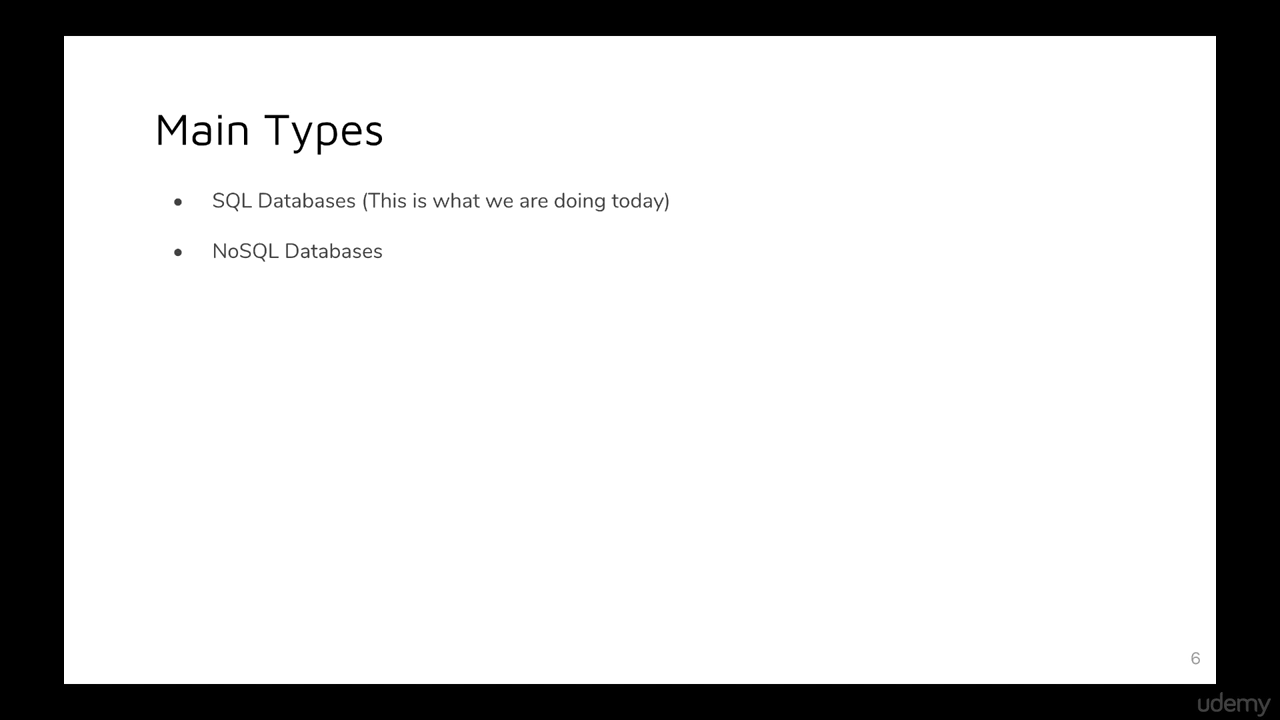 Main Types
• SQL Databases (This is what we are doing today)
• NoSQL Databases
6
udemy